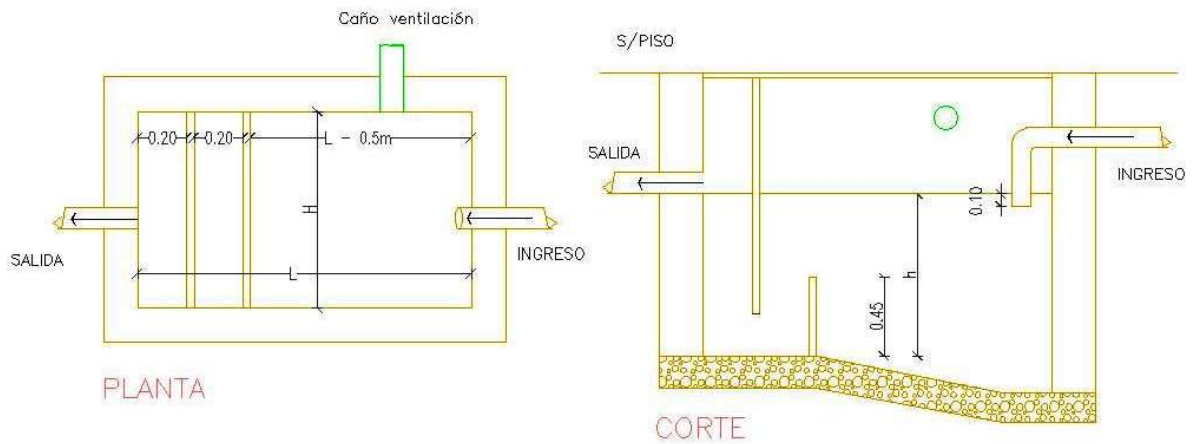 Caño ventilación
0.20
0.20
L - 0.5m
H
SALIDA
INGRESO
L
PLANTA
S/PISO
SALIDA
INGRESO
0.10
h
0.45
CORTE